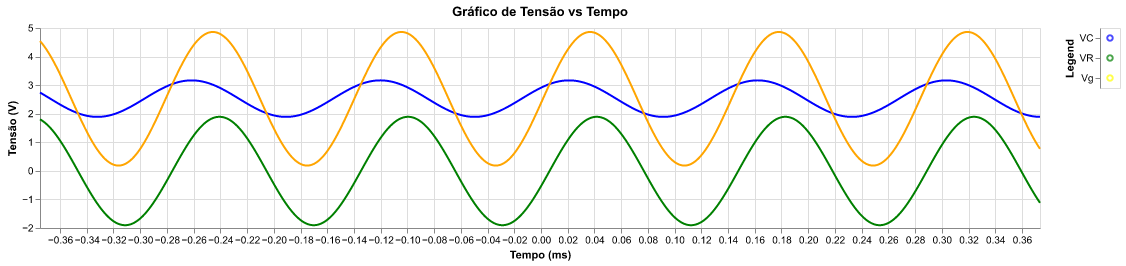 Gráfico de Tensão vs Tempo
5
4
3
2
1
0
−1
−2
Tensão (V)
−0.36 −0.34 −0.32 −0.30 −0.28 −0.26 −0.24 −0.22 −0.20 −0.18 −0.16 −0.14 −0.12 −0.10 −0.08 −0.06 −0.04 −0.02 0.00 0.02 0.04 0.06 0.08 0.10 0.12 0.14 0.16 0.18 0.20 0.22 0.24 0.26 0.28 0.30 0.32 0.34 0.36
Tempo (ms)
Legend
VC
VR
Vg